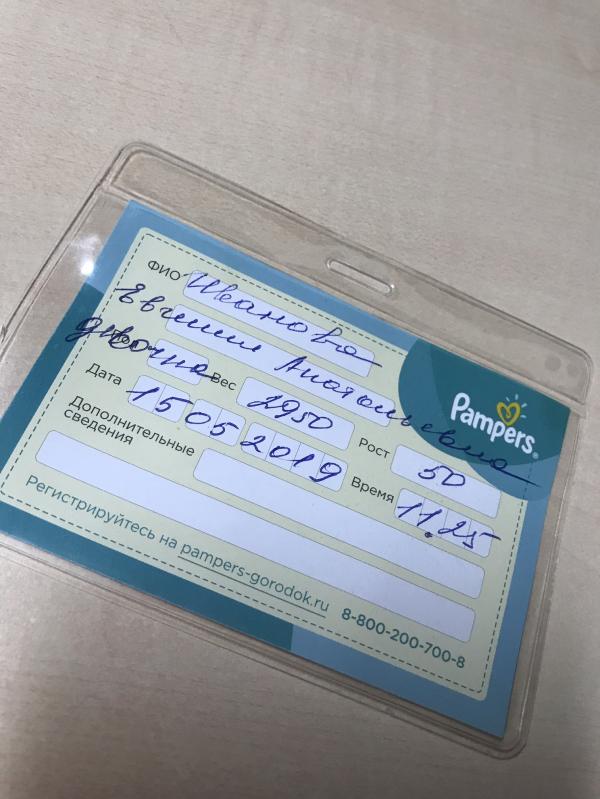 ФИО Иванова
Евгения Анатольевна
девочка Вес 2950 Рост 50
Дата 15 05 2019 Время 11.25
Дополнительные
сведения
Регистрируйтесь на pampers-gorodok.ru 8-800-200-700-8
Pampers